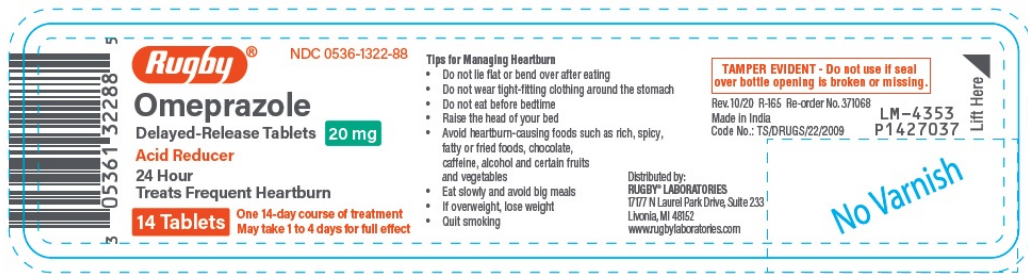 Rugby®
NDC 0536-1322-88
Omeprazole
Delayed-Release Tablets 20 mg
Acid Reducer
24 Hour
Treats Frequent Heartburn
14 Tablets
One 14-day course of treatment
May take 1 to 4 days for full effect
3 05361 32288 5
Tips for Managing Heartburn
• Do not lie flat or bend over after eating
• Do not wear tight-fitting clothing around the stomach
• Do not eat before bedtime
• Raise the head of your bed
• Avoid heartburn-causing foods such as rich, spicy,
fatty or fried foods, chocolate,
caffeine, alcohol and certain fruits
and vegetables
• Eat slowly and avoid big meals
• If overweight, lose weight
• Quit smoking
Distributed by:
RUGBY® LABORATORIES
17177 N Laurel Park Drive, Suite 233
Livonia, MI 48152
www.rugbylaboratories.com
TAMPER EVIDENT - Do not use if seal
over bottle opening is broken or missing.
Rev. 10/20 R-165 Re-order No. 371068
Made in India
Code No.: TS/DRUGS/22/2009
LM-4353
P1427037
Lift Here
No Varnish